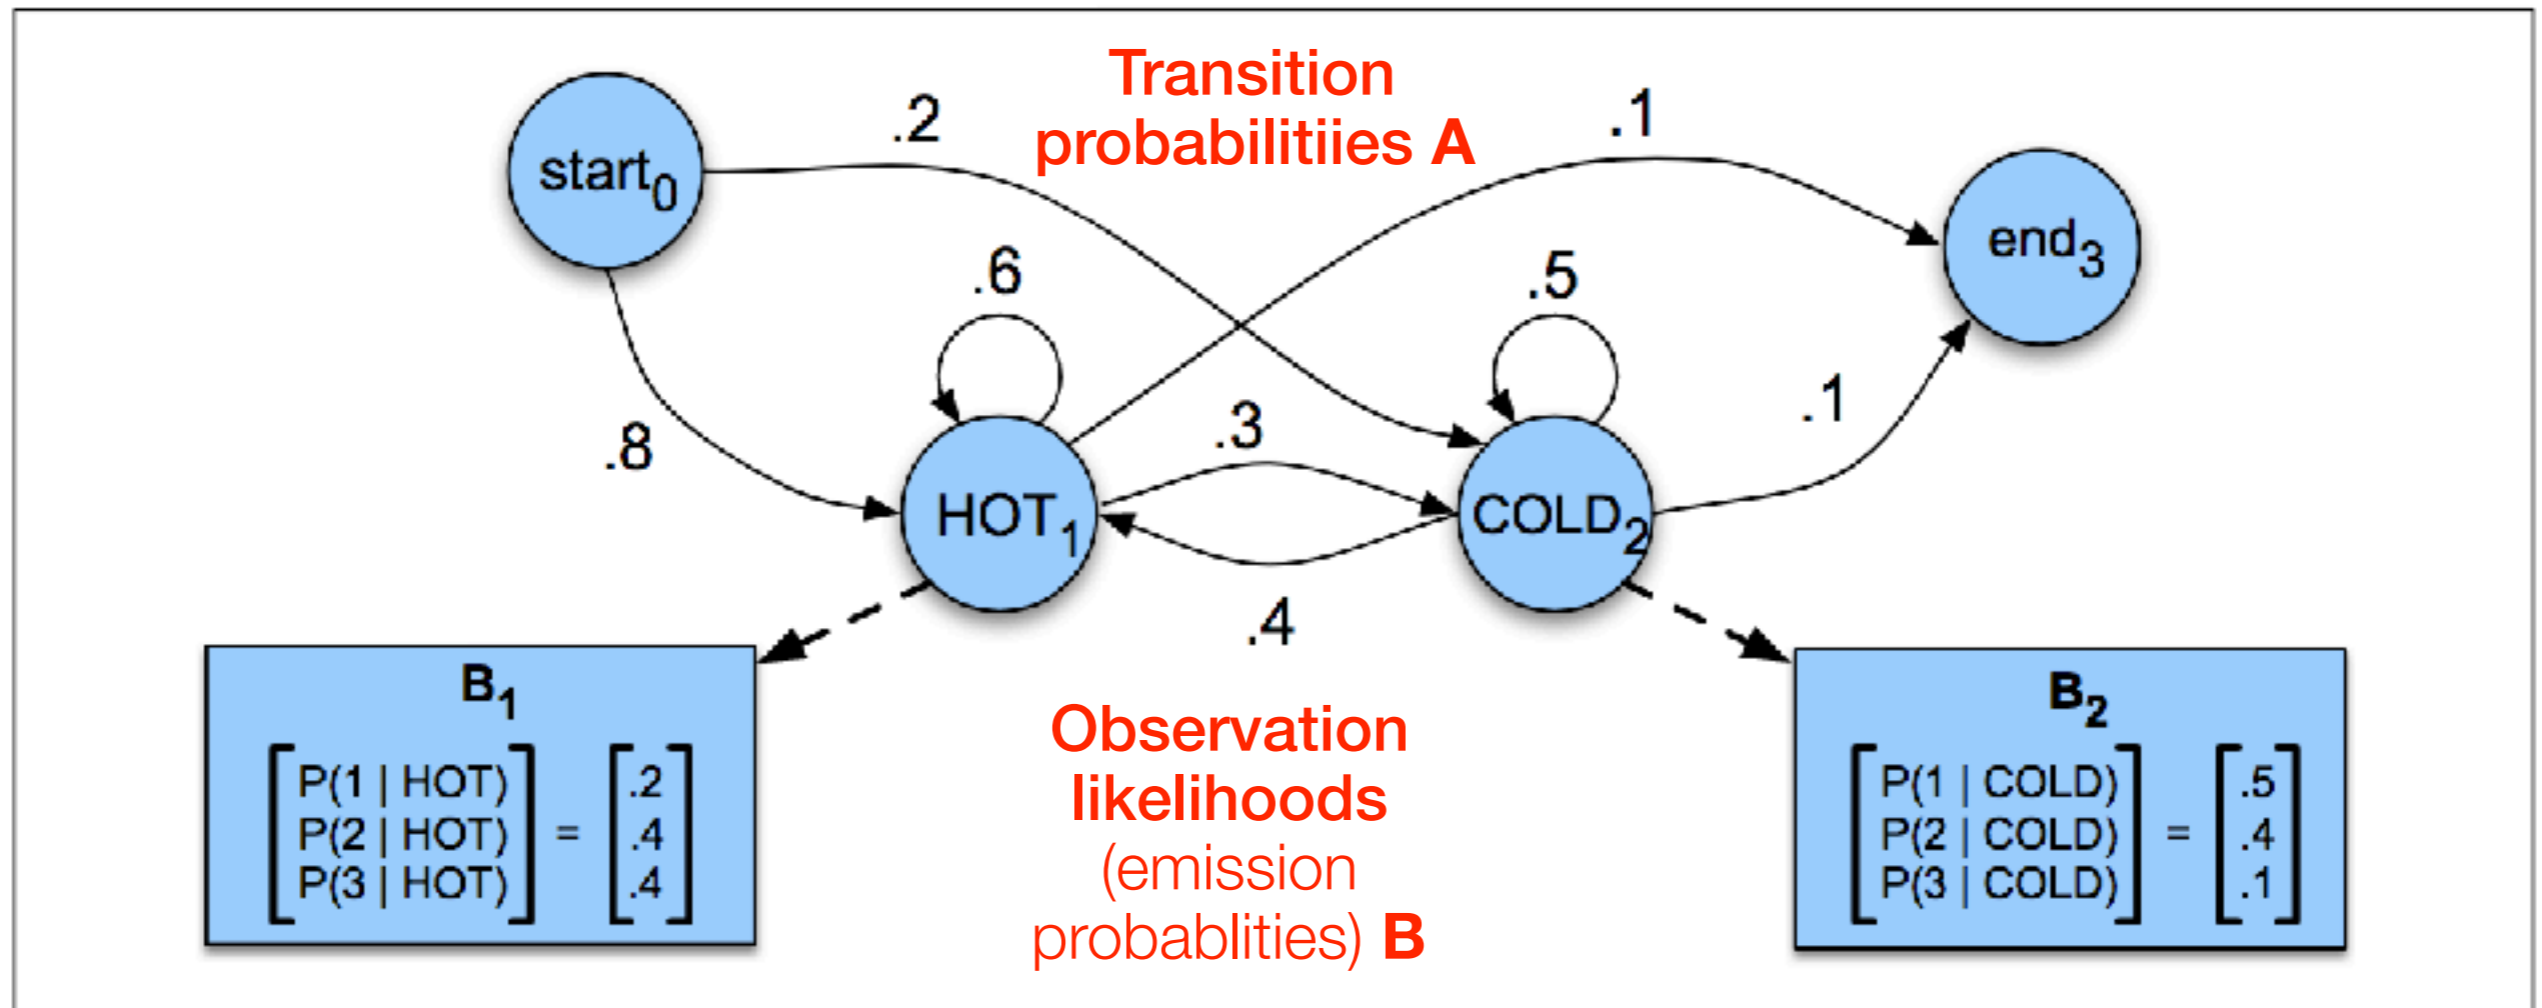 Transition
probabilitiies A
.2
.1
start0
end3
.6
.5
.8
.3
.1
HOT1
COLD2
.4
B1
P(1 | HOT)
P(2 | HOT)
P(3 | HOT)
=
.2
.4
.4
Observation
likelihoods
(emission
probablities) B
B2
P(1 | COLD)
P(2 | COLD)
P(3 | COLD)
=
.5
.4
.1